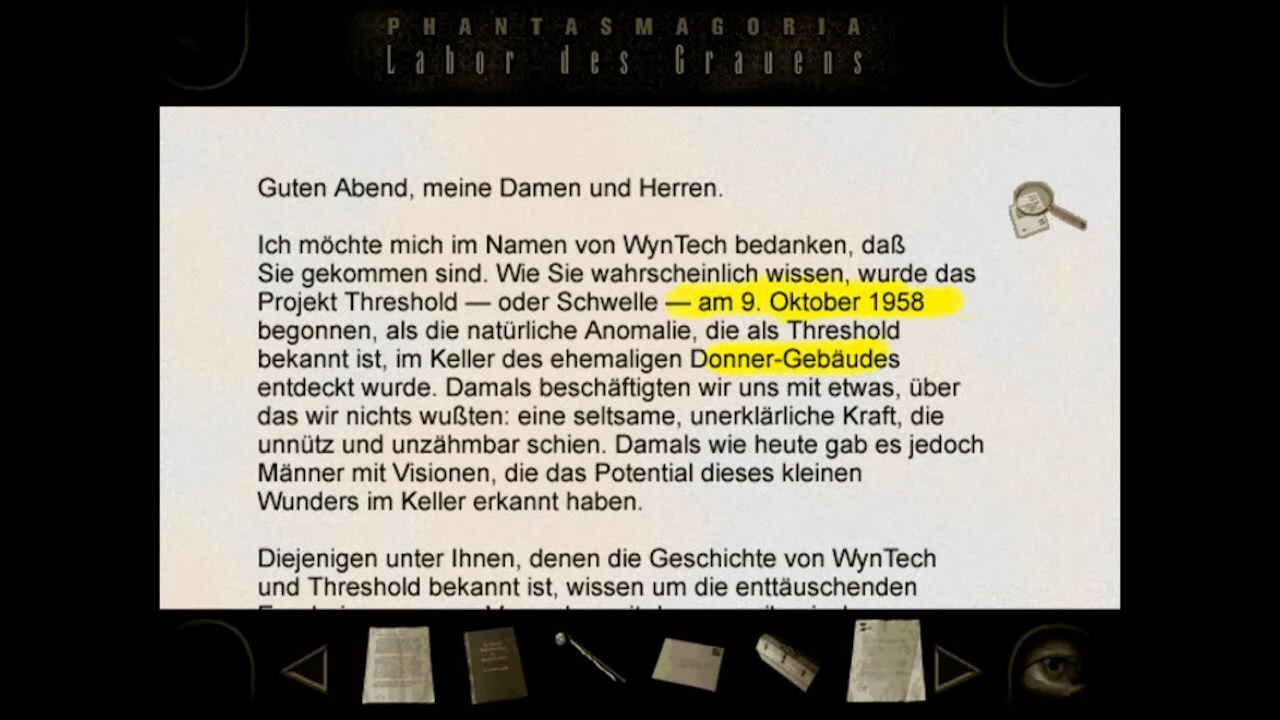 PHANTASMAGORIA
Labor des Grauens
Guten Abend, meine Damen und Herren.
Ich möchte mich im Namen von WynTech bedanken, daß
Sie gekommen sind. Wie Sie wahrscheinlich wissen, wurde das
Projekt Threshold — oder Schwelle — am 9. Oktober 1958
begonnen, als die natürliche Anomalie, die als Threshold
bekannt ist, im Keller des ehemaligen Donner-Gebäudes
entdeckt wurde. Damals beschäftigten wir uns mit etwas, über
das wir nichts wußten: eine seltsame, unerklärliche Kraft, die
unnütz und unzähmbar schien. Damals wie heute gab es jedoch
Männer mit Visionen, die das Potential dieses kleinen
Wunders im Keller erkannt haben.
Diejenigen unter Ihnen, denen die Geschichte von WynTech
und Threshold bekannt ist, wissen um die enttäuschenden